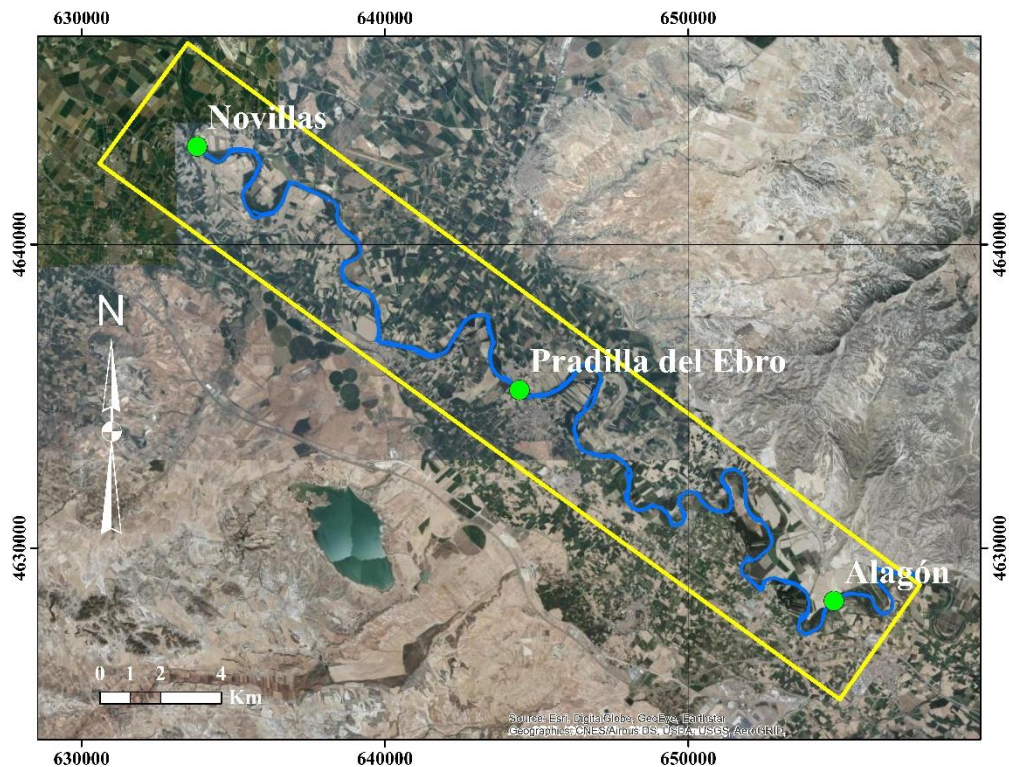 630000 640000 650000
Novillas
4640000 4640000
N
Pradilla del Ebro
4630000 4630000
Alagón
0 1 2 4
Km
Source: Esri, DigitalGlobe, GeoEye, Earthstar
Geographics, CNES/Airbus DS, USDA, USGS, AeroGRID,
630000 640000 650000